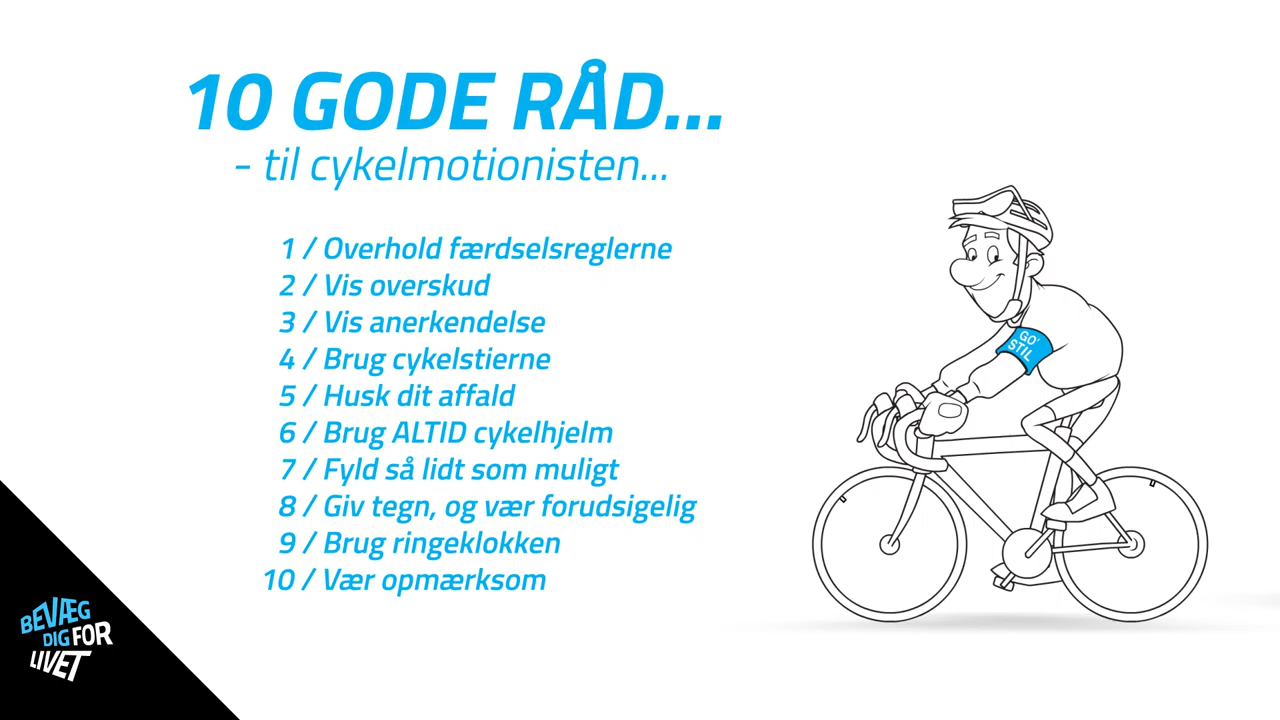 10 GODE RÅD...
- til cykelmotionisten...
1 / Overhold færdselsreglerne
2 / Vis overskud
3 / Vis anerkendelse
4 / Brug cykelstierne
5 / Husk dit affald
6 / Brug ALTID cykelhjelm
7 / Fyld så lidt som muligt
8 / Giv tegn, og vær forudsigelig
9 / Brug ringeklokken
10 / Vær opmærksom
GO'
STIL
BEVÆG
DIG FOR
LIVET